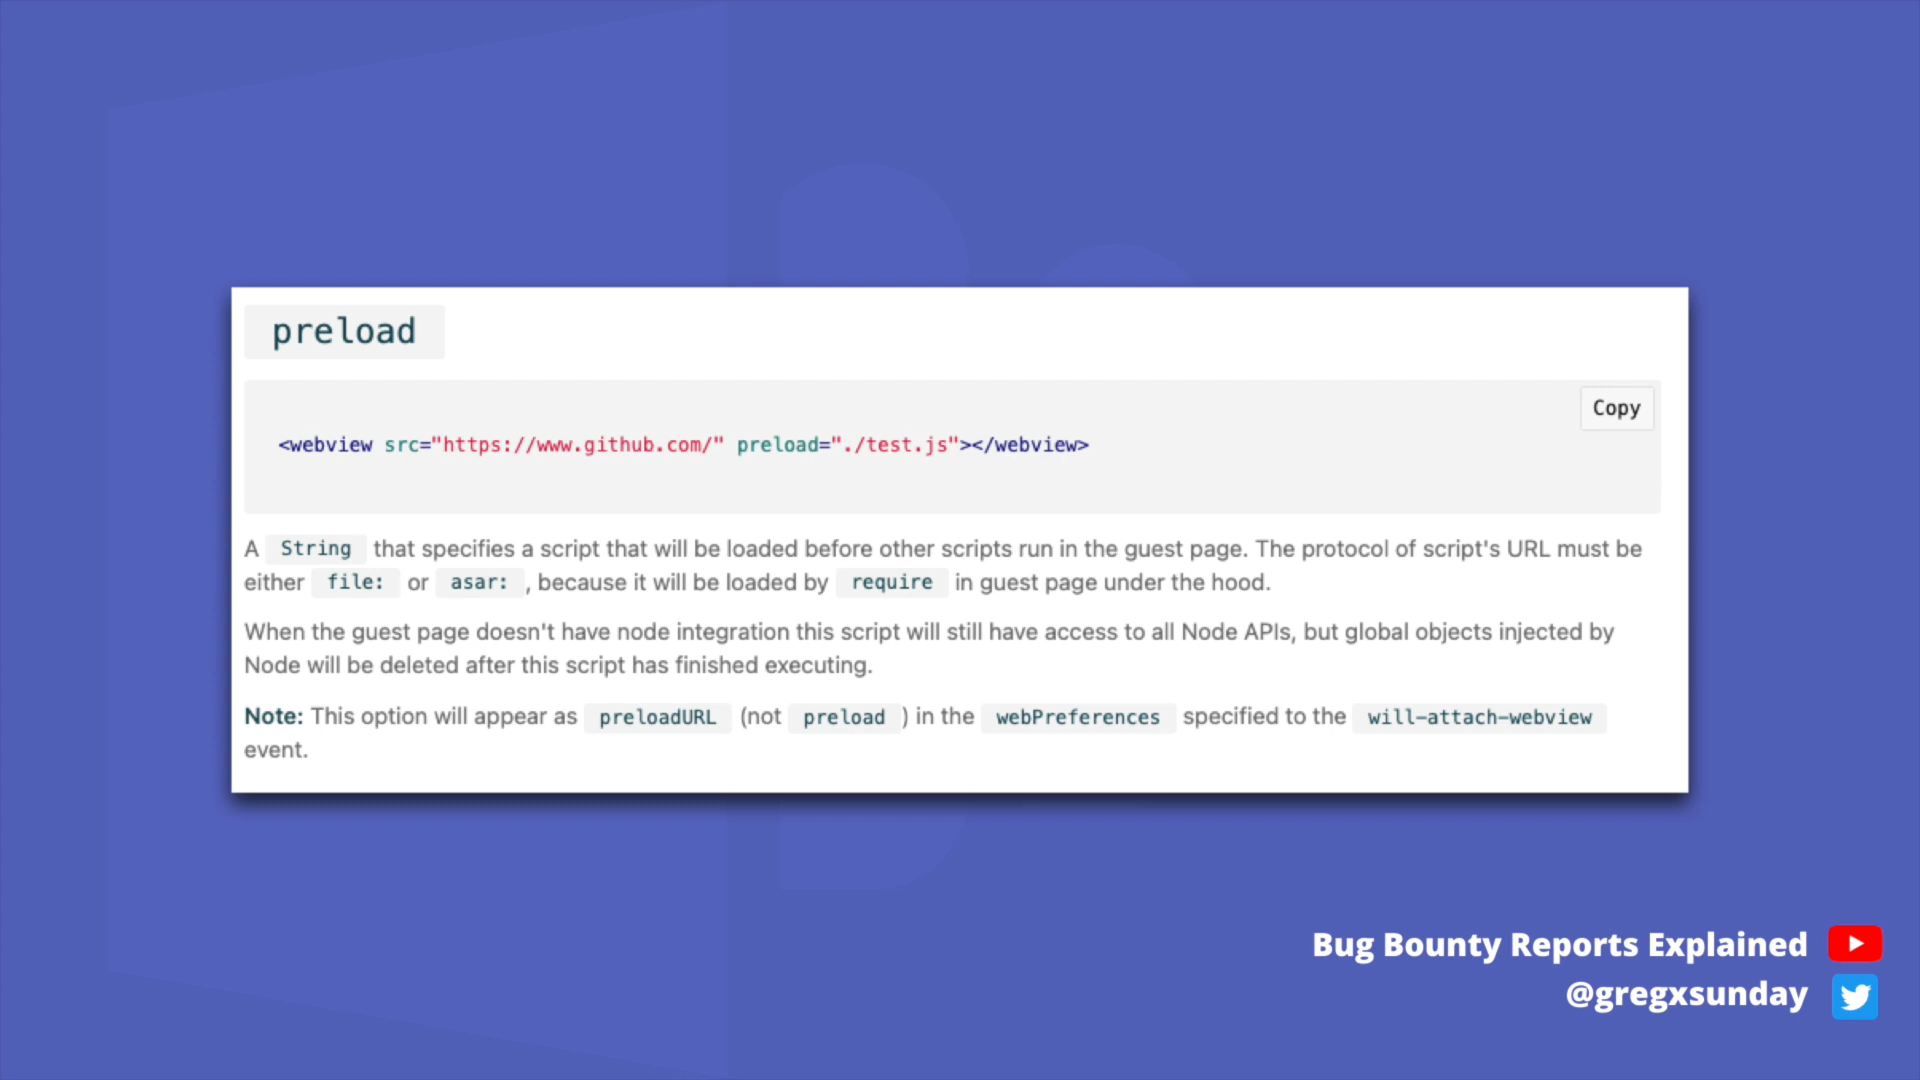 preload
Copy
<webview src="https://www.github.com/" preload="./test.js"></webview>
A String that specifies a script that will be loaded before other scripts run in the guest page. The protocol of script's URL must be
either file: or asar: , because it will be loaded by require in guest page under the hood.
When the guest page doesn't have node integration this script will still have access to all Node APIs, but global objects injected by
Node will be deleted after this script has finished executing.
Note: This option will appear as preloadURL (not preload ) in the webPreferences specified to the will-attach-webview
event.
Bug Bounty Reports Explained
@gregxsunday